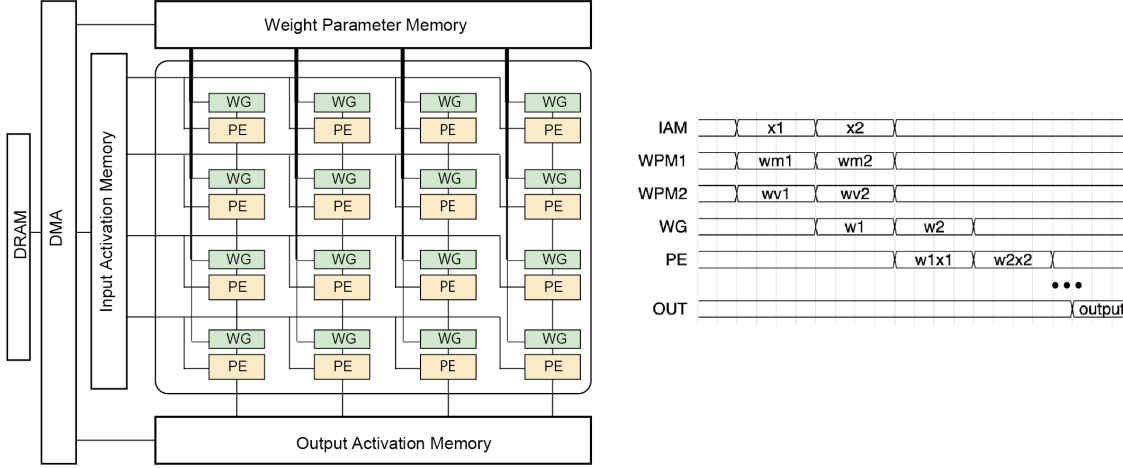 Weight Parameter Memory
DRAM
DMA
Input Activation Memory
WG WG WG WG
PE PE PE PE
WG WG WG WG
PE PE PE PE
WG WG WG WG
PE PE PE PE
WG WG WG WG
PE PE PE PE
Output Activation Memory
IAM x1 x2
WPM1 wm1 wm2
WPM2 wv1 wv2
WG w1 w2
PE w1x1 w2x2
•••
OUT output